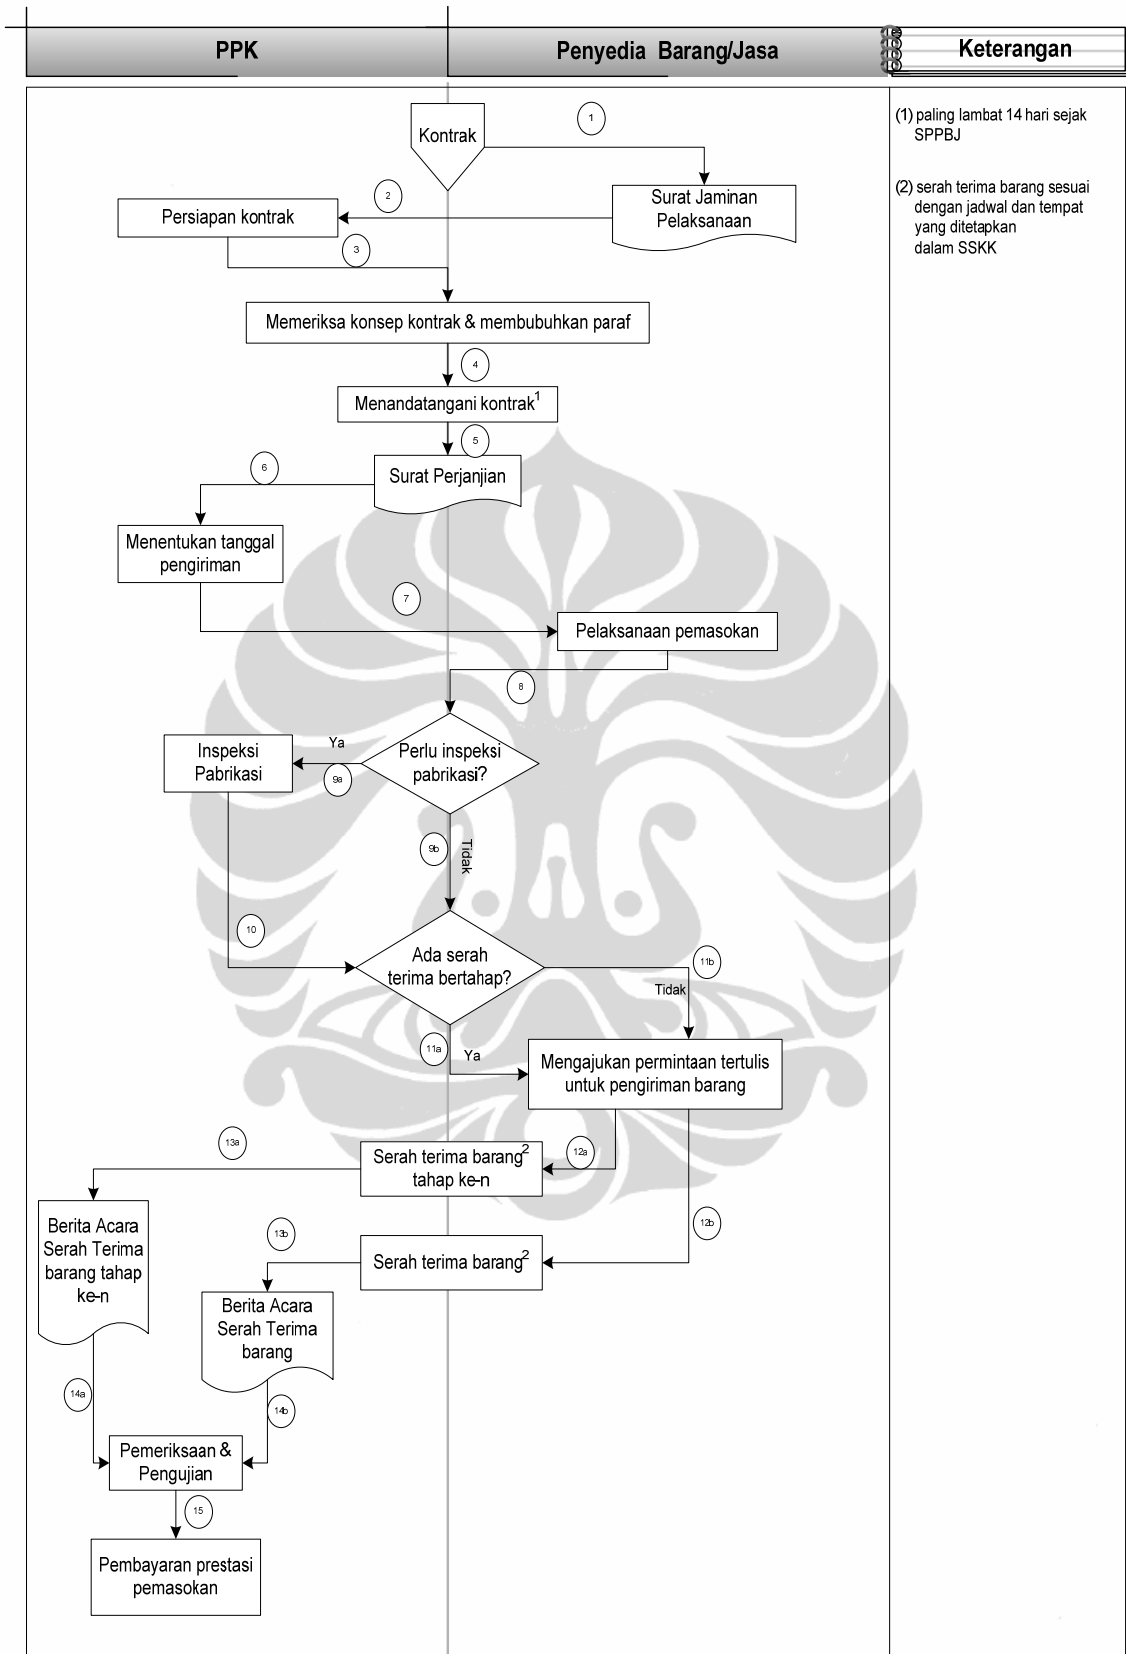 PPK
Penyedia Barang/Jasa
Keterangan
Kontrak
1
(1) paling lambat 14 hari sejak
SPPBJ
Surat Jaminan
Pelaksanaan
2
Persiapan kontrak
(2) serah terima barang sesuai
dengan jadwal dan tempat
yang ditetapkan
dalam SSKK
3
Memeriksa konsep kontrak & membubuhkan paraf
4
Menandatangani kontrak1
5
Surat Perjanjian
6
Menentukan tanggal
pengiriman
7
Pelaksanaan pemasokan
8
Perlu inspeksi
pabrikasi?
Ya
9a
Inspeksi
Pabrikasi
9b
Tidak
10
Ada serah
terima bertahap?
11b
Tidak
11a
Ya
Mengajukan permintaan tertulis
untuk pengiriman barang
12a
Serah terima barang2
tahap ke-n
13a
12b
Serah terima barang2
13b
Berita Acara
Serah Terima
barang tahap
ke-n
Berita Acara
Serah Terima
barang
14a
14b
Pemeriksaan &
Pengujian
15
Pembayaran prestasi
pemasokan